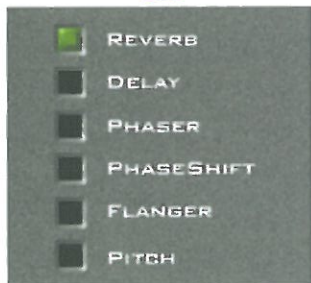 REVERB
DELAY
PHASER
PHASESHIFT
FLANGER
PITCH